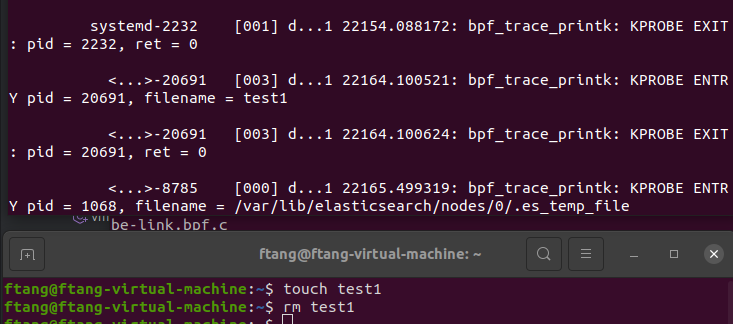 systemd-2232    [001] d...1 22154.088172: bpf_trace_printk: KPROBE EXIT
: pid = 2232, ret = 0
<...>-20691   [003] d...1 22164.100521: bpf_trace_printk: KPROBE ENTR
Y pid = 20691, filename = test1
<...>-20691   [003] d...1 22164.100624: bpf_trace_printk: KPROBE EXIT
: pid = 20691, ret = 0
<...>-8785    [000] d...1 22165.499319: bpf_trace_printk: KPROBE ENTR
Y pid = 1068, filename = /var/lib/elasticsearch/nodes/0/.es_temp_file
be-link.bpf.c
ftang@ftang-virtual-machine: ~
ftang@ftang-virtual-machine:~$ touch test1
ftang@ftang-virtual-machine:~$ rm test1
ftang@ftang-virtual-machine:~$